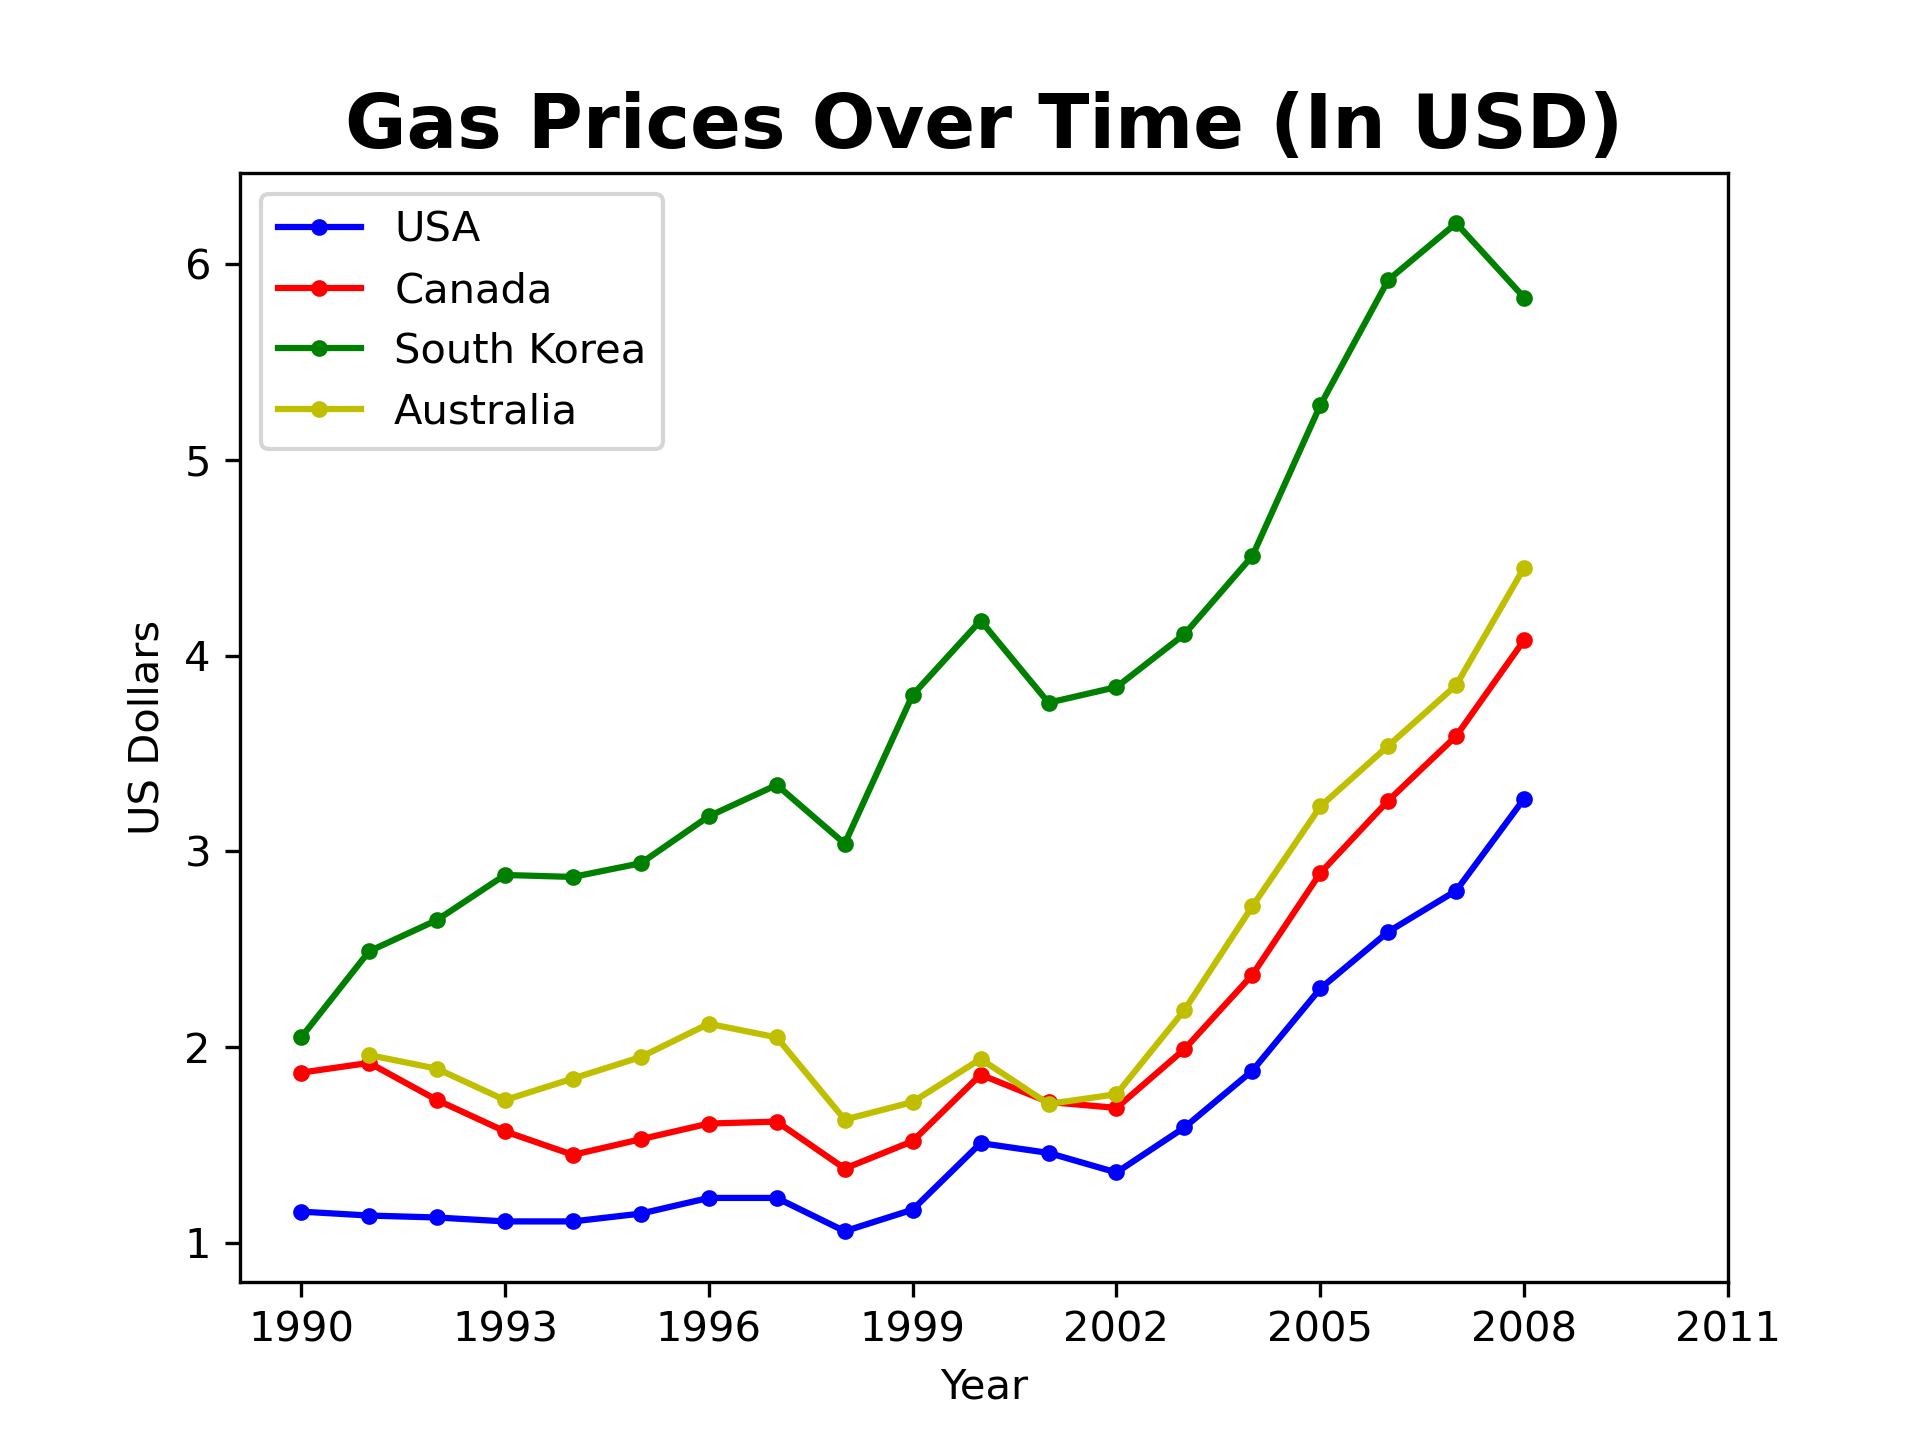 Gas Prices Over Time (In USD)
USA
Canada
South Korea
Australia
6
5
4
3
2
1
US Dollars
1990 1993 1996 1999 2002 2005 2008 2011
Year